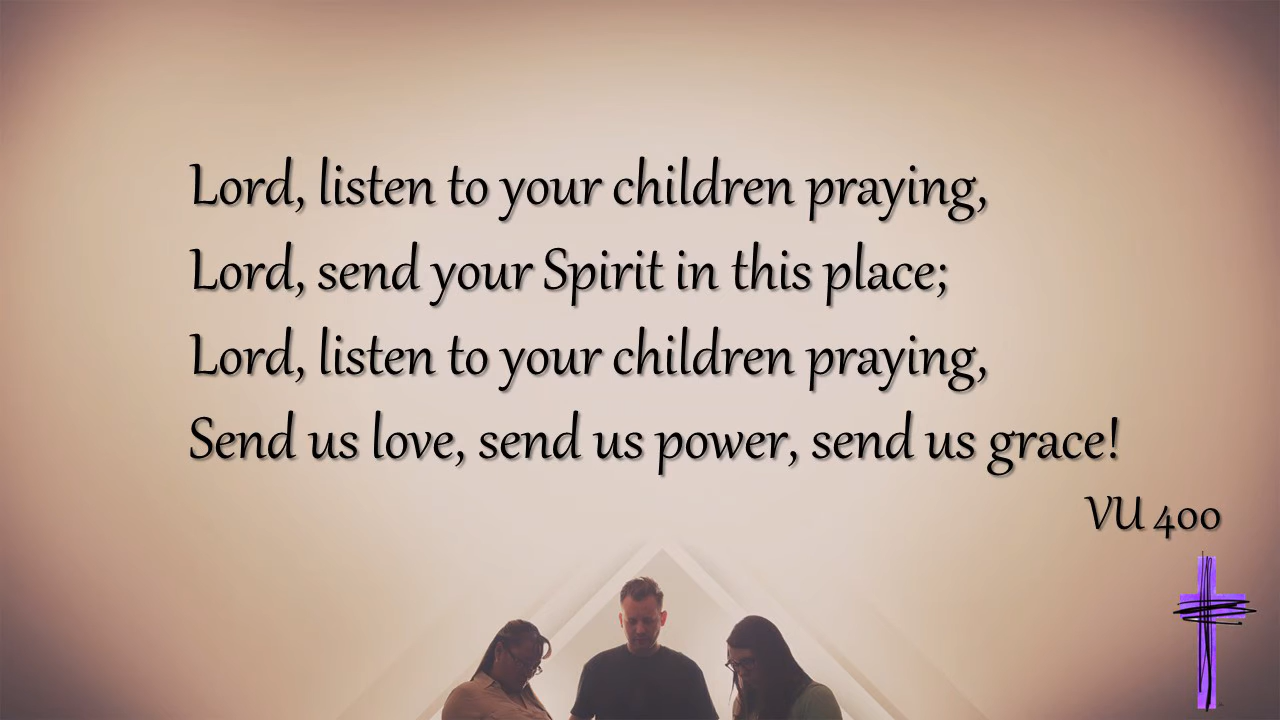 Lord, listen to your children praying,
Lord, send your Spirit in this place;
Lord, listen to your children praying,
Send us love, send us power, send us grace!
VU 400